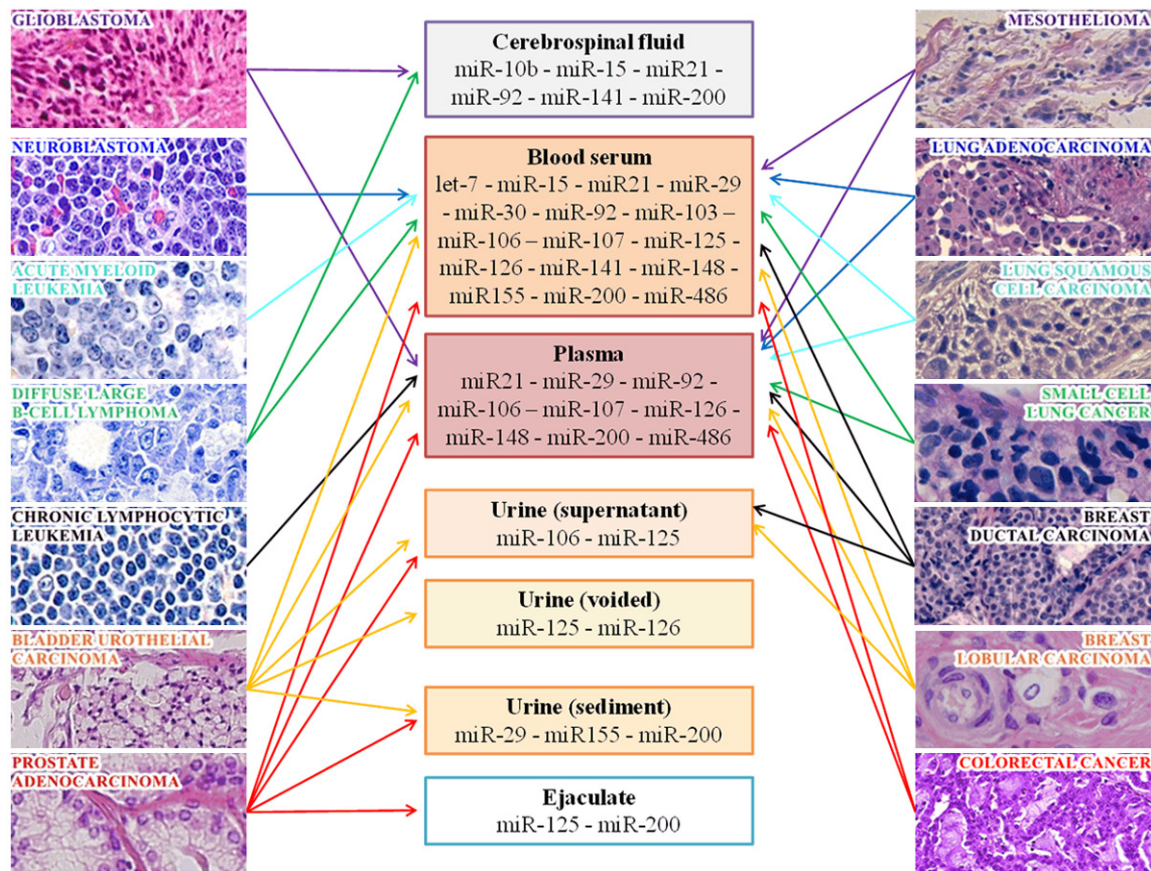 GLIOBLASTOMA
NEUROBLASTOMA
ACUTE MYELOID
LEUKEMIA
DIFFUSE LARGE
B-CELL LYMPHOMA
CHRONIC LYMPHOCYTIC
LEUKEMIA
BLADDER UROTHELIAL
CARCINOMA
PROSTATE
ADENOCARCINOMA
Cerebrospinal fluid
miR-10b - miR-15 - miR21 -
miR-92 - miR-141 - miR-200
Blood serum
let-7 - miR-15 - miR21 - miR-29
- miR-30 - miR-92 - miR-103 –
miR-106 – miR-107 - miR-125 -
miR-126 - miR-141 - miR-148 -
miR155 - miR-200 - miR-486
Plasma
miR21 - miR-29 - miR-92 -
miR-106 – miR-107 - miR-126 -
miR-148 - miR-200 - miR-486
Urine (supernatant)
miR-106 - miR-125
Urine (voided)
miR-125 - miR-126
Urine (sediment)
miR-29 - miR155 - miR-200
Ejaculate
miR-125 - miR-200
MESOTHELIOMA
LUNG ADENOCARCINOMA
LUNG SQUAMOUS
CELL CARCINOMA
SMALL CELL
LUNG CANCER
BREAST
DUCTAL CARCINOMA
BREAST
LOBULAR CARCINOMA
COLORECTAL CANCER